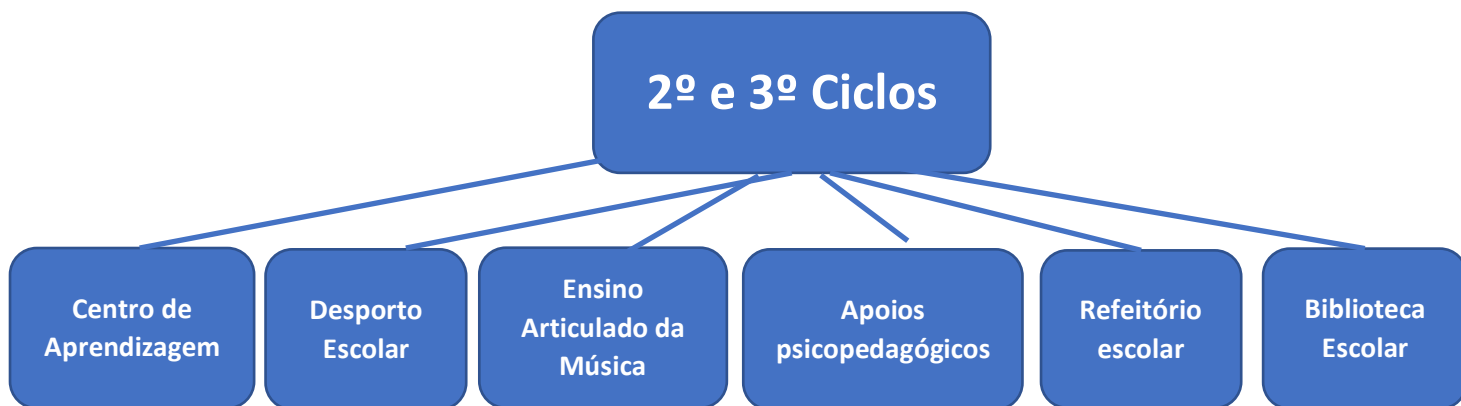 2º e 3º Ciclos
Centro de
Aprendizagem
Desporto
Escolar
Ensino
Articulado da
Música
Apoios
psicopedagógicos
Refeitório
escolar
Biblioteca
Escolar